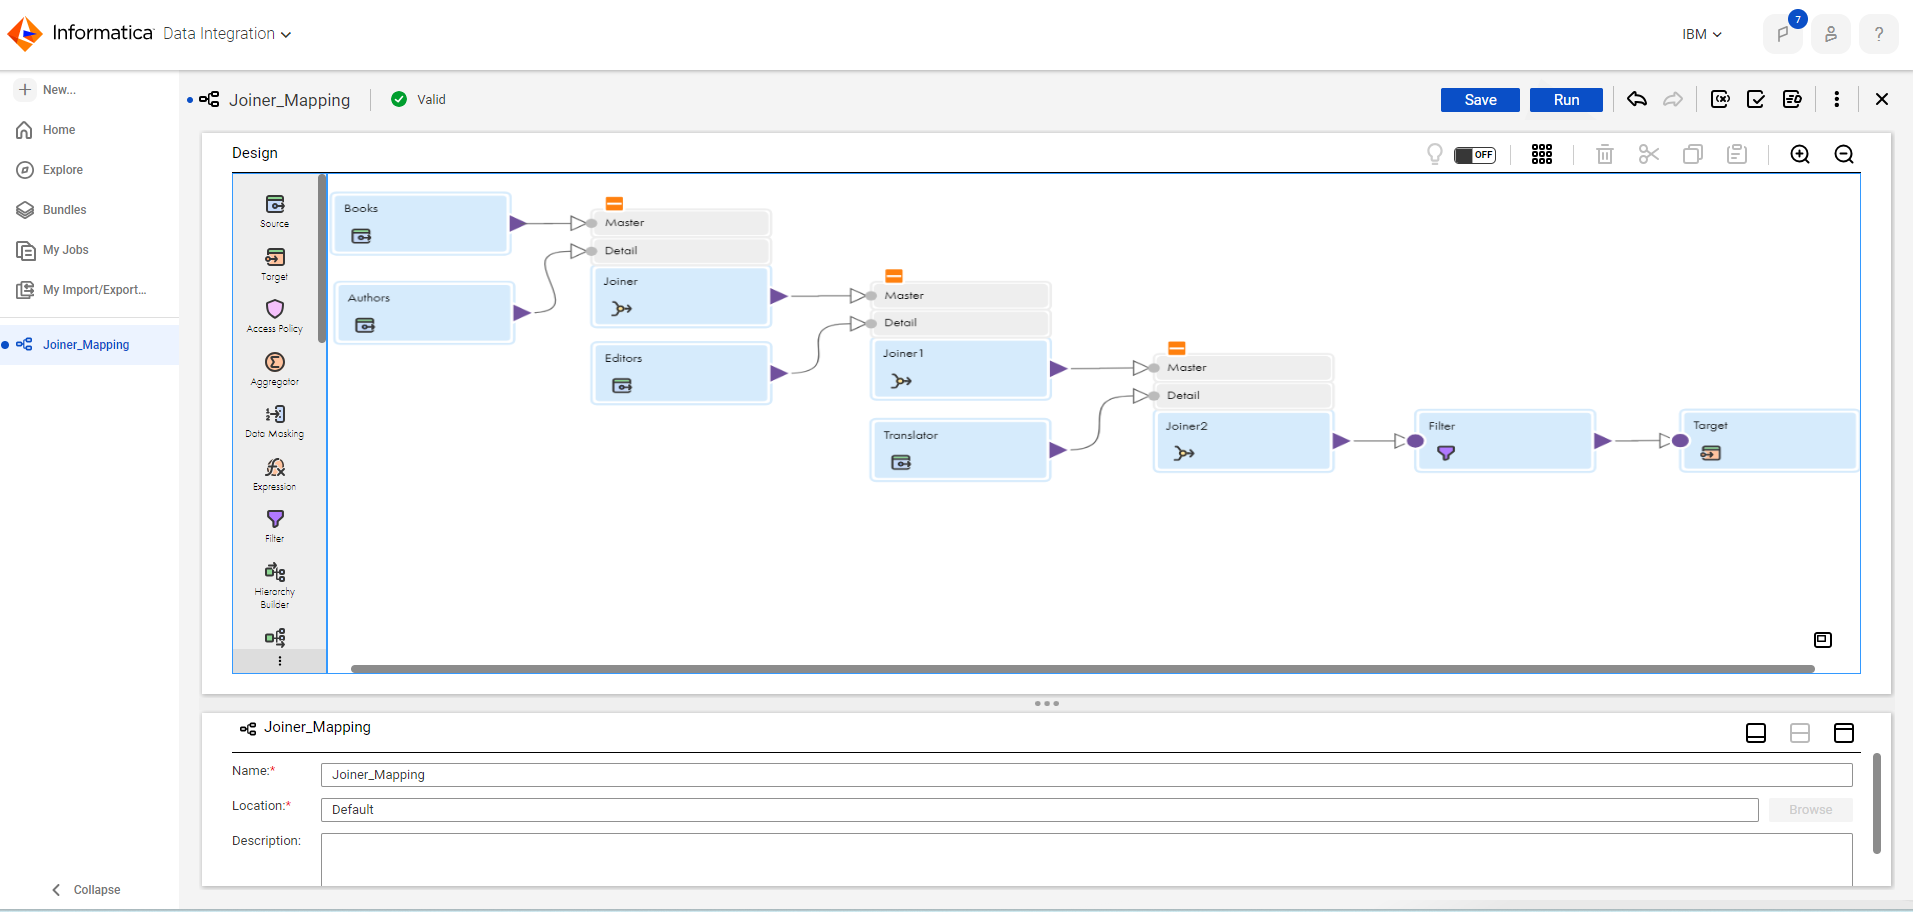 Informatica Data Integration
IBM
7
?
New...
Home
Explore
Bundles
My Jobs
My Import/Export...
Joiner_Mapping
Collapse
Joiner_Mapping
Valid
Save
Run
Design
OFF
Source
Target
Access Policy
Aggregator
Data Masking
Expression
Filter
Hierarchy
Builder
Books
Authors
Master
Detail
Joiner
Editors
Master
Detail
Joiner1
Translator
Master
Detail
Joiner2
Filter
Target
Joiner_Mapping
Name:*
Joiner_Mapping
Location:*
Default
Browse
Description: